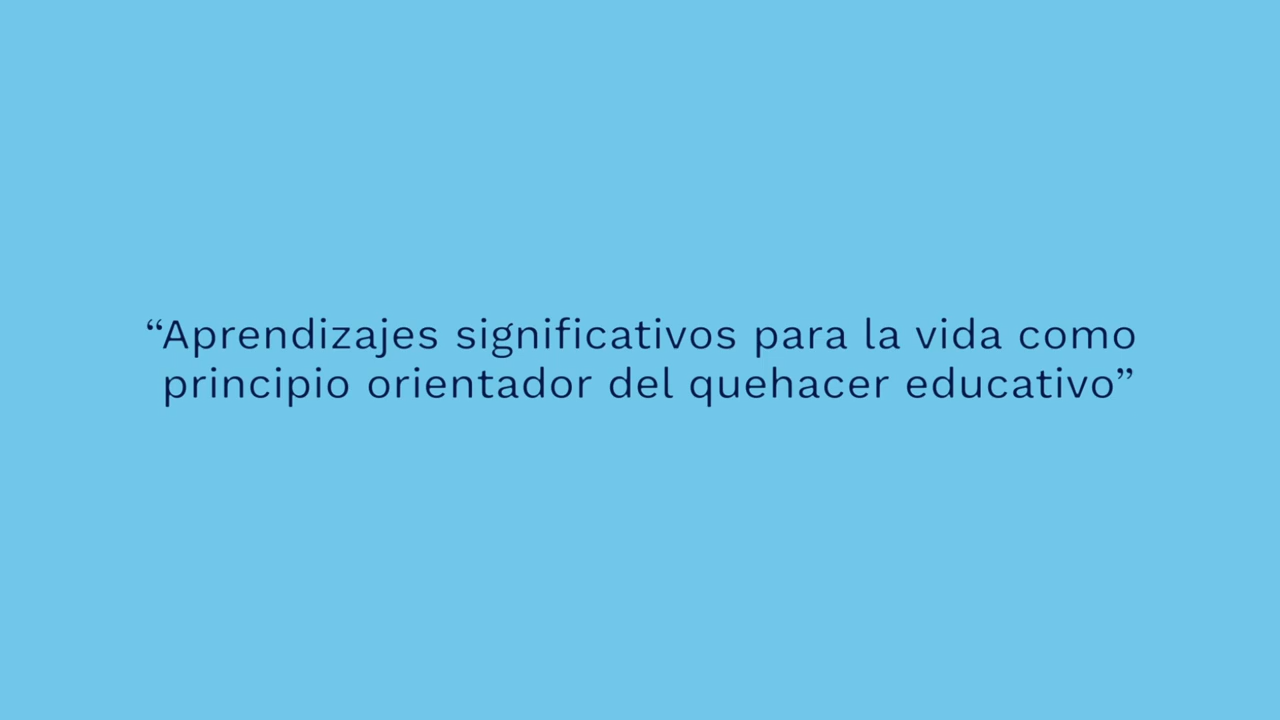 “Aprendizajes significativos para la vida como
principio orientador del quehacer educativo”